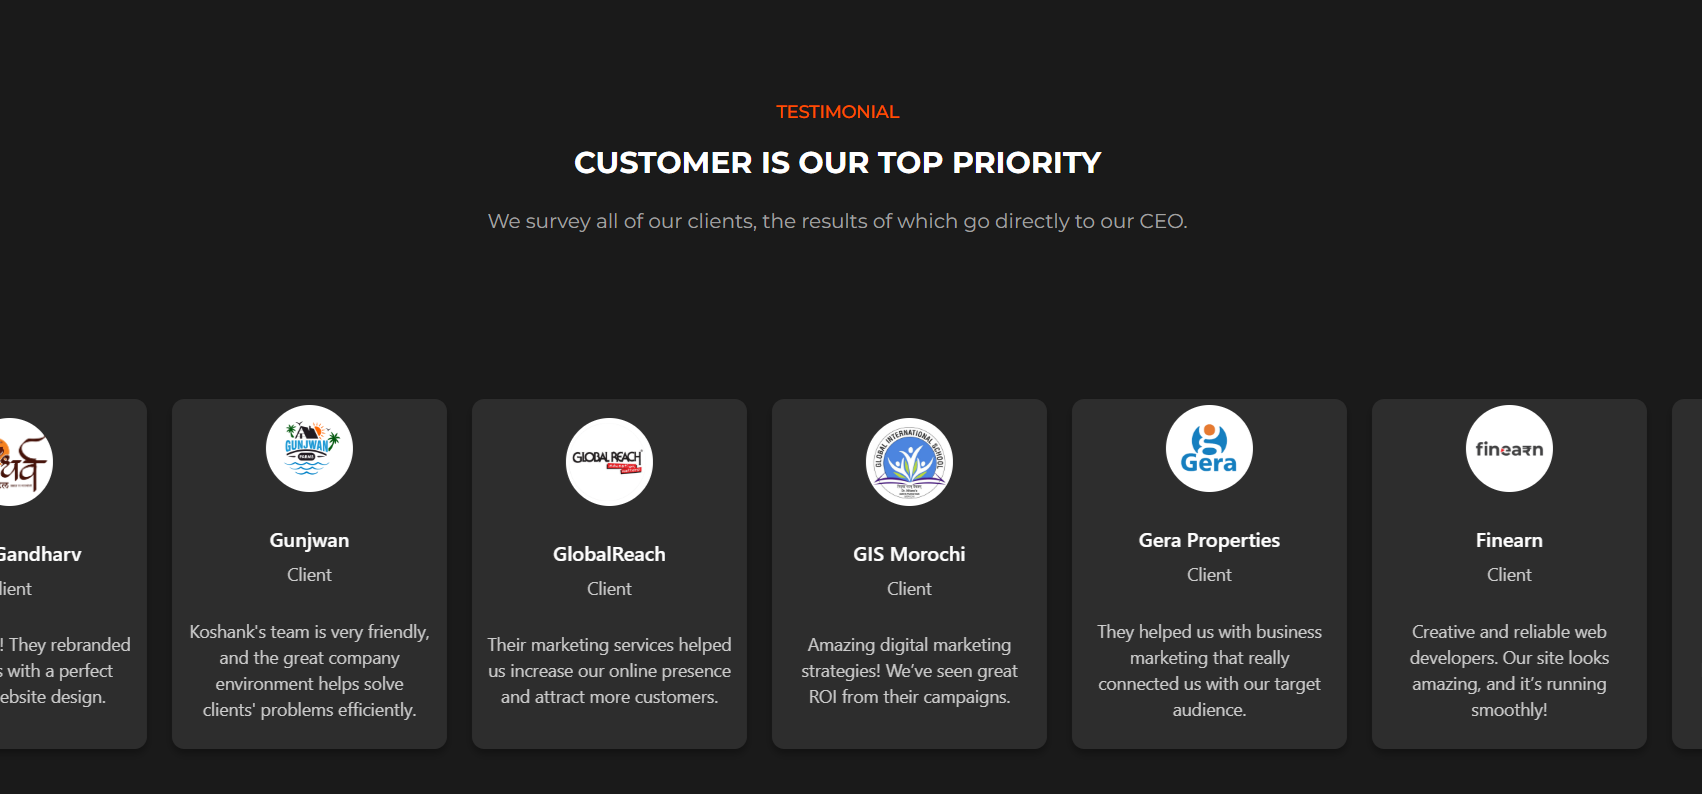 TESTIMONIAL
CUSTOMER IS OUR TOP PRIORITY
We survey all of our clients, the results of which go directly to our CEO.
Gandharv
lient
! They rebranded
s with a perfect
ebsite design.
GUNJWAN
FARMS
Gunjwan
Client
Koshank's team is very friendly,
and the great company
environment helps solve
clients' problems efficiently.
GLOBAL REACH
GlobalReach
Client
Their marketing services helped
us increase our online presence
and attract more customers.
GLOBAL INTERNATIONAL SCHOOL
GIS Morochi
Client
Amazing digital marketing
strategies! We’ve seen great
ROI from their campaigns.
Gera
Gera Properties
Client
They helped us with business
marketing that really
connected us with our target
audience.
finea₹n
Finearn
Client
Creative and reliable web
developers. Our site looks
amazing, and it’s running
smoothly!